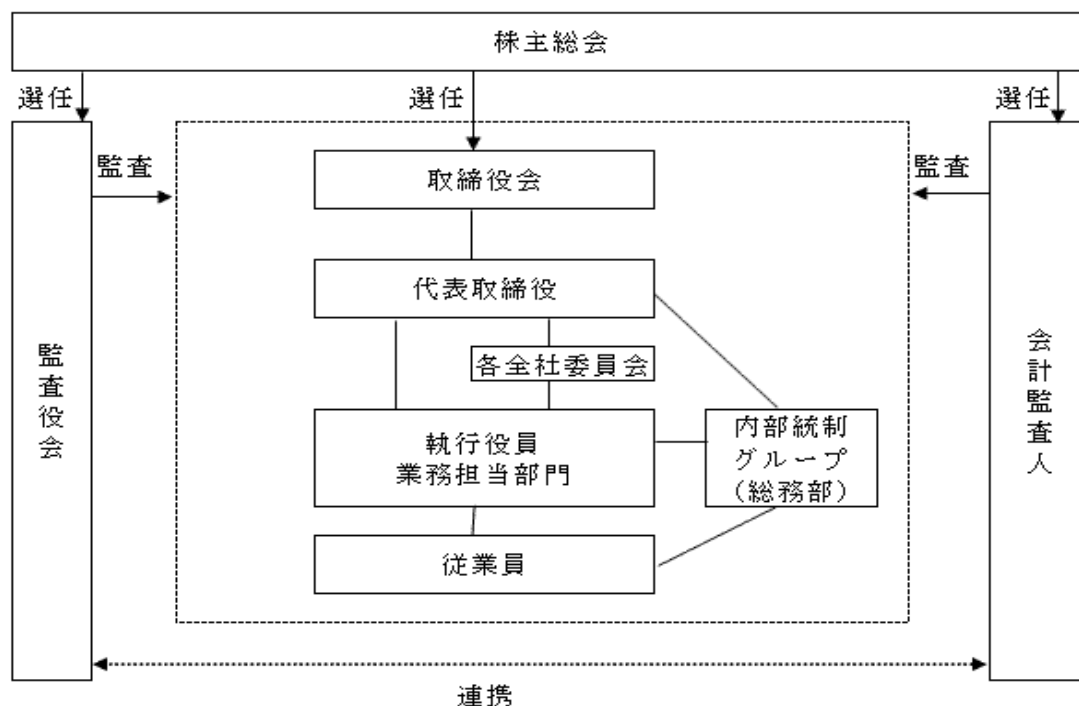 株主総会
選任
選任
選任
監査
監査
取締役会
代表取締役
各全社委員会
執行役員
業務担当部門
内部統制
グループ
(総務部)
従業員
監査役会
会計監査人
連携